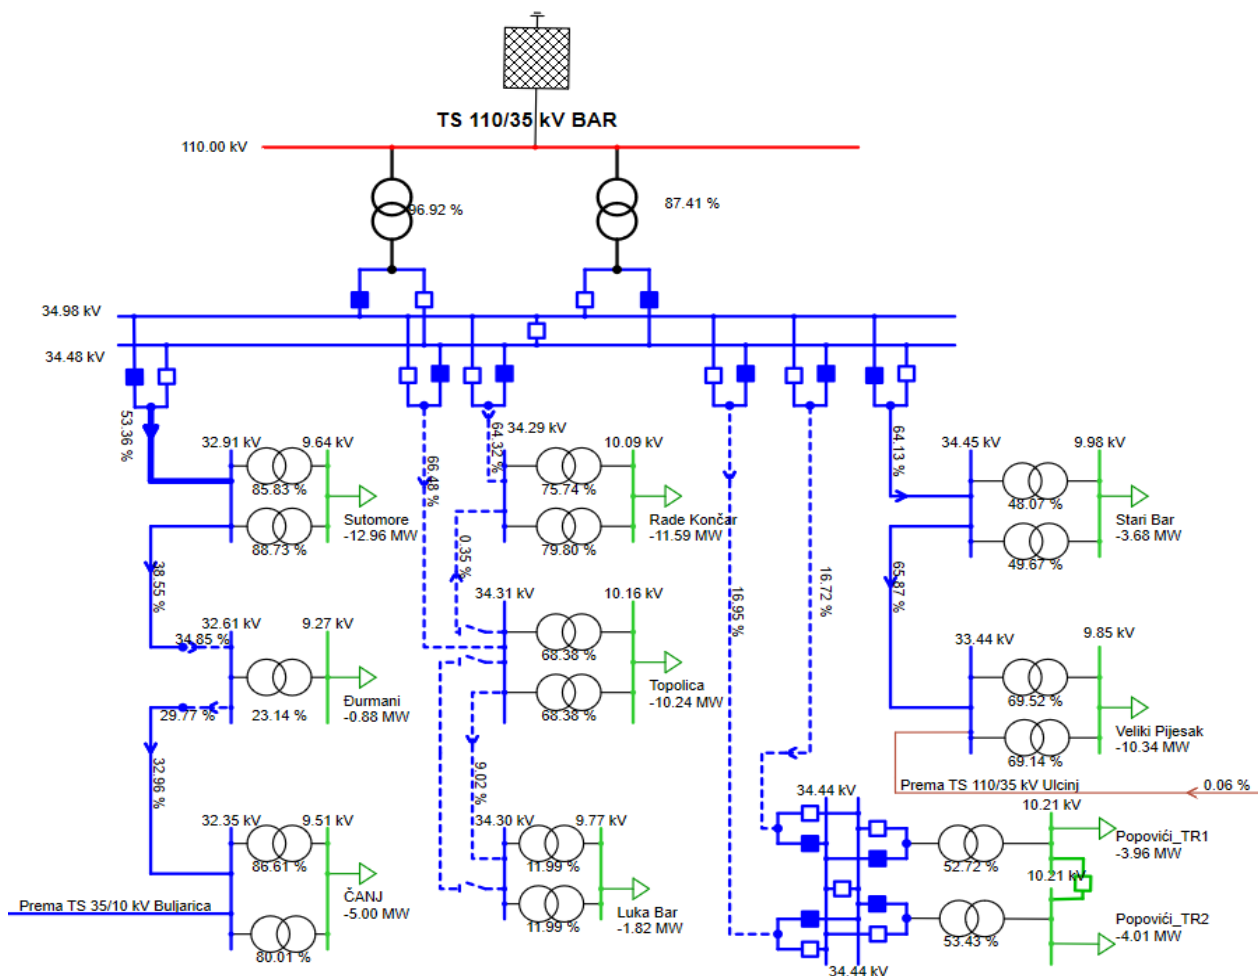 TS 110/35 kV BAR
110.00 kV
96.92 %
87.41 %
34.98 kV
34.48 kV
53.36 %
32.91 kV
9.64 kV
85.83 %
88.73 %
Sutomore
-12.96 MW
38.55 %
34.85 %
32.61 kV
9.27 kV
23.14 %
Đurmani
-0.88 MW
29.77 %
32.96 %
32.35 kV
9.51 kV
86.61 %
80.01 %
ČANJ
-5.00 MW
Prema TS 35/10 kV Buljarica
66.48 %
64.32 %
34.29 kV
10.09 kV
75.74 %
79.80 %
Rade Končar
-11.59 MW
0.35 %
34.31 kV
10.16 kV
68.38 %
68.38 %
Topolica
-10.24 MW
9.02 %
34.30 kV
9.77 kV
11.99 %
11.99 %
Luka Bar
-1.82 MW
16.95 %
16.72 %
64.13 %
34.45 kV
9.98 kV
48.07 %
49.67 %
Stari Bar
-3.68 MW
65.87 %
33.44 kV
9.85 kV
69.52 %
69.14 %
Veliki Pijesak
-10.34 MW
Prema TS 110/35 kV Ulcinj
0.06 %
34.44 kV
34.44 kV
10.21 kV
52.72 %
Popovići_TR1
-3.96 MW
10.21 kV
53.43 %
Popovići_TR2
-4.01 MW